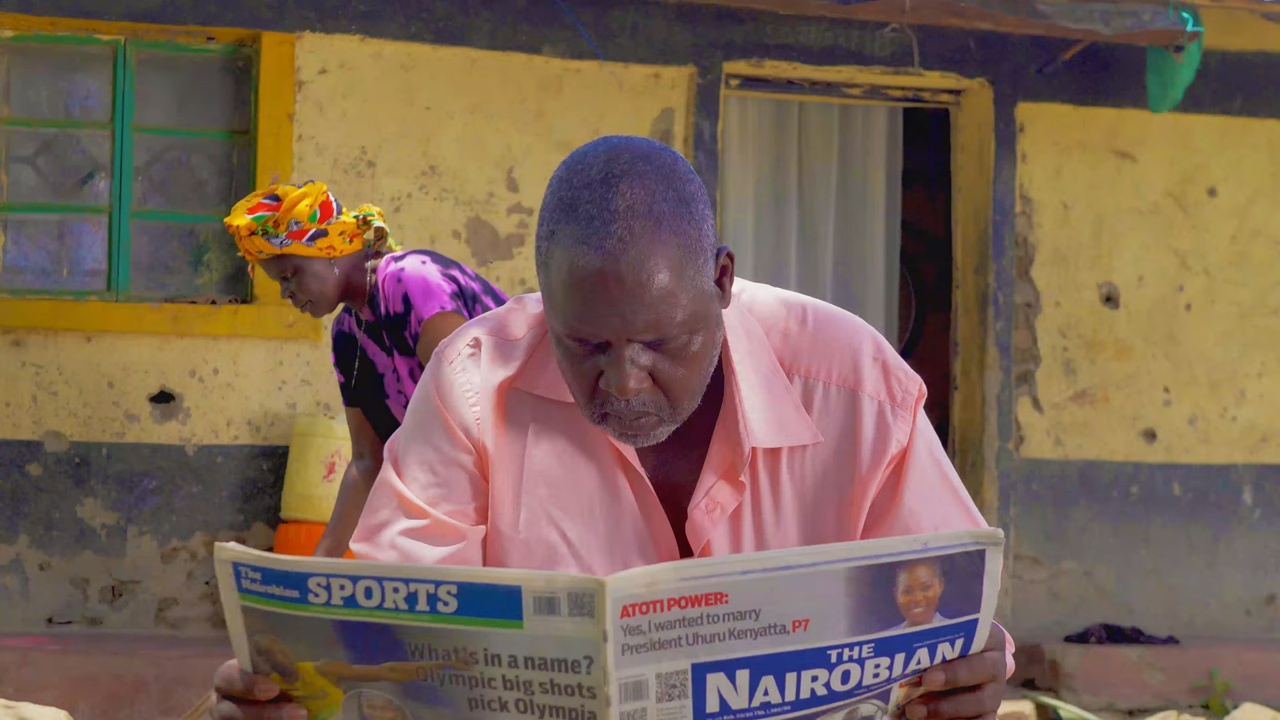 The
Nairobian SPORTS
What's in a name?
Olympic big shots
pick Olympia
ATOTI POWER:
Yes, I wanted to marry
President Uhuru Kenyatta, P7
THE
NAIROBIAN